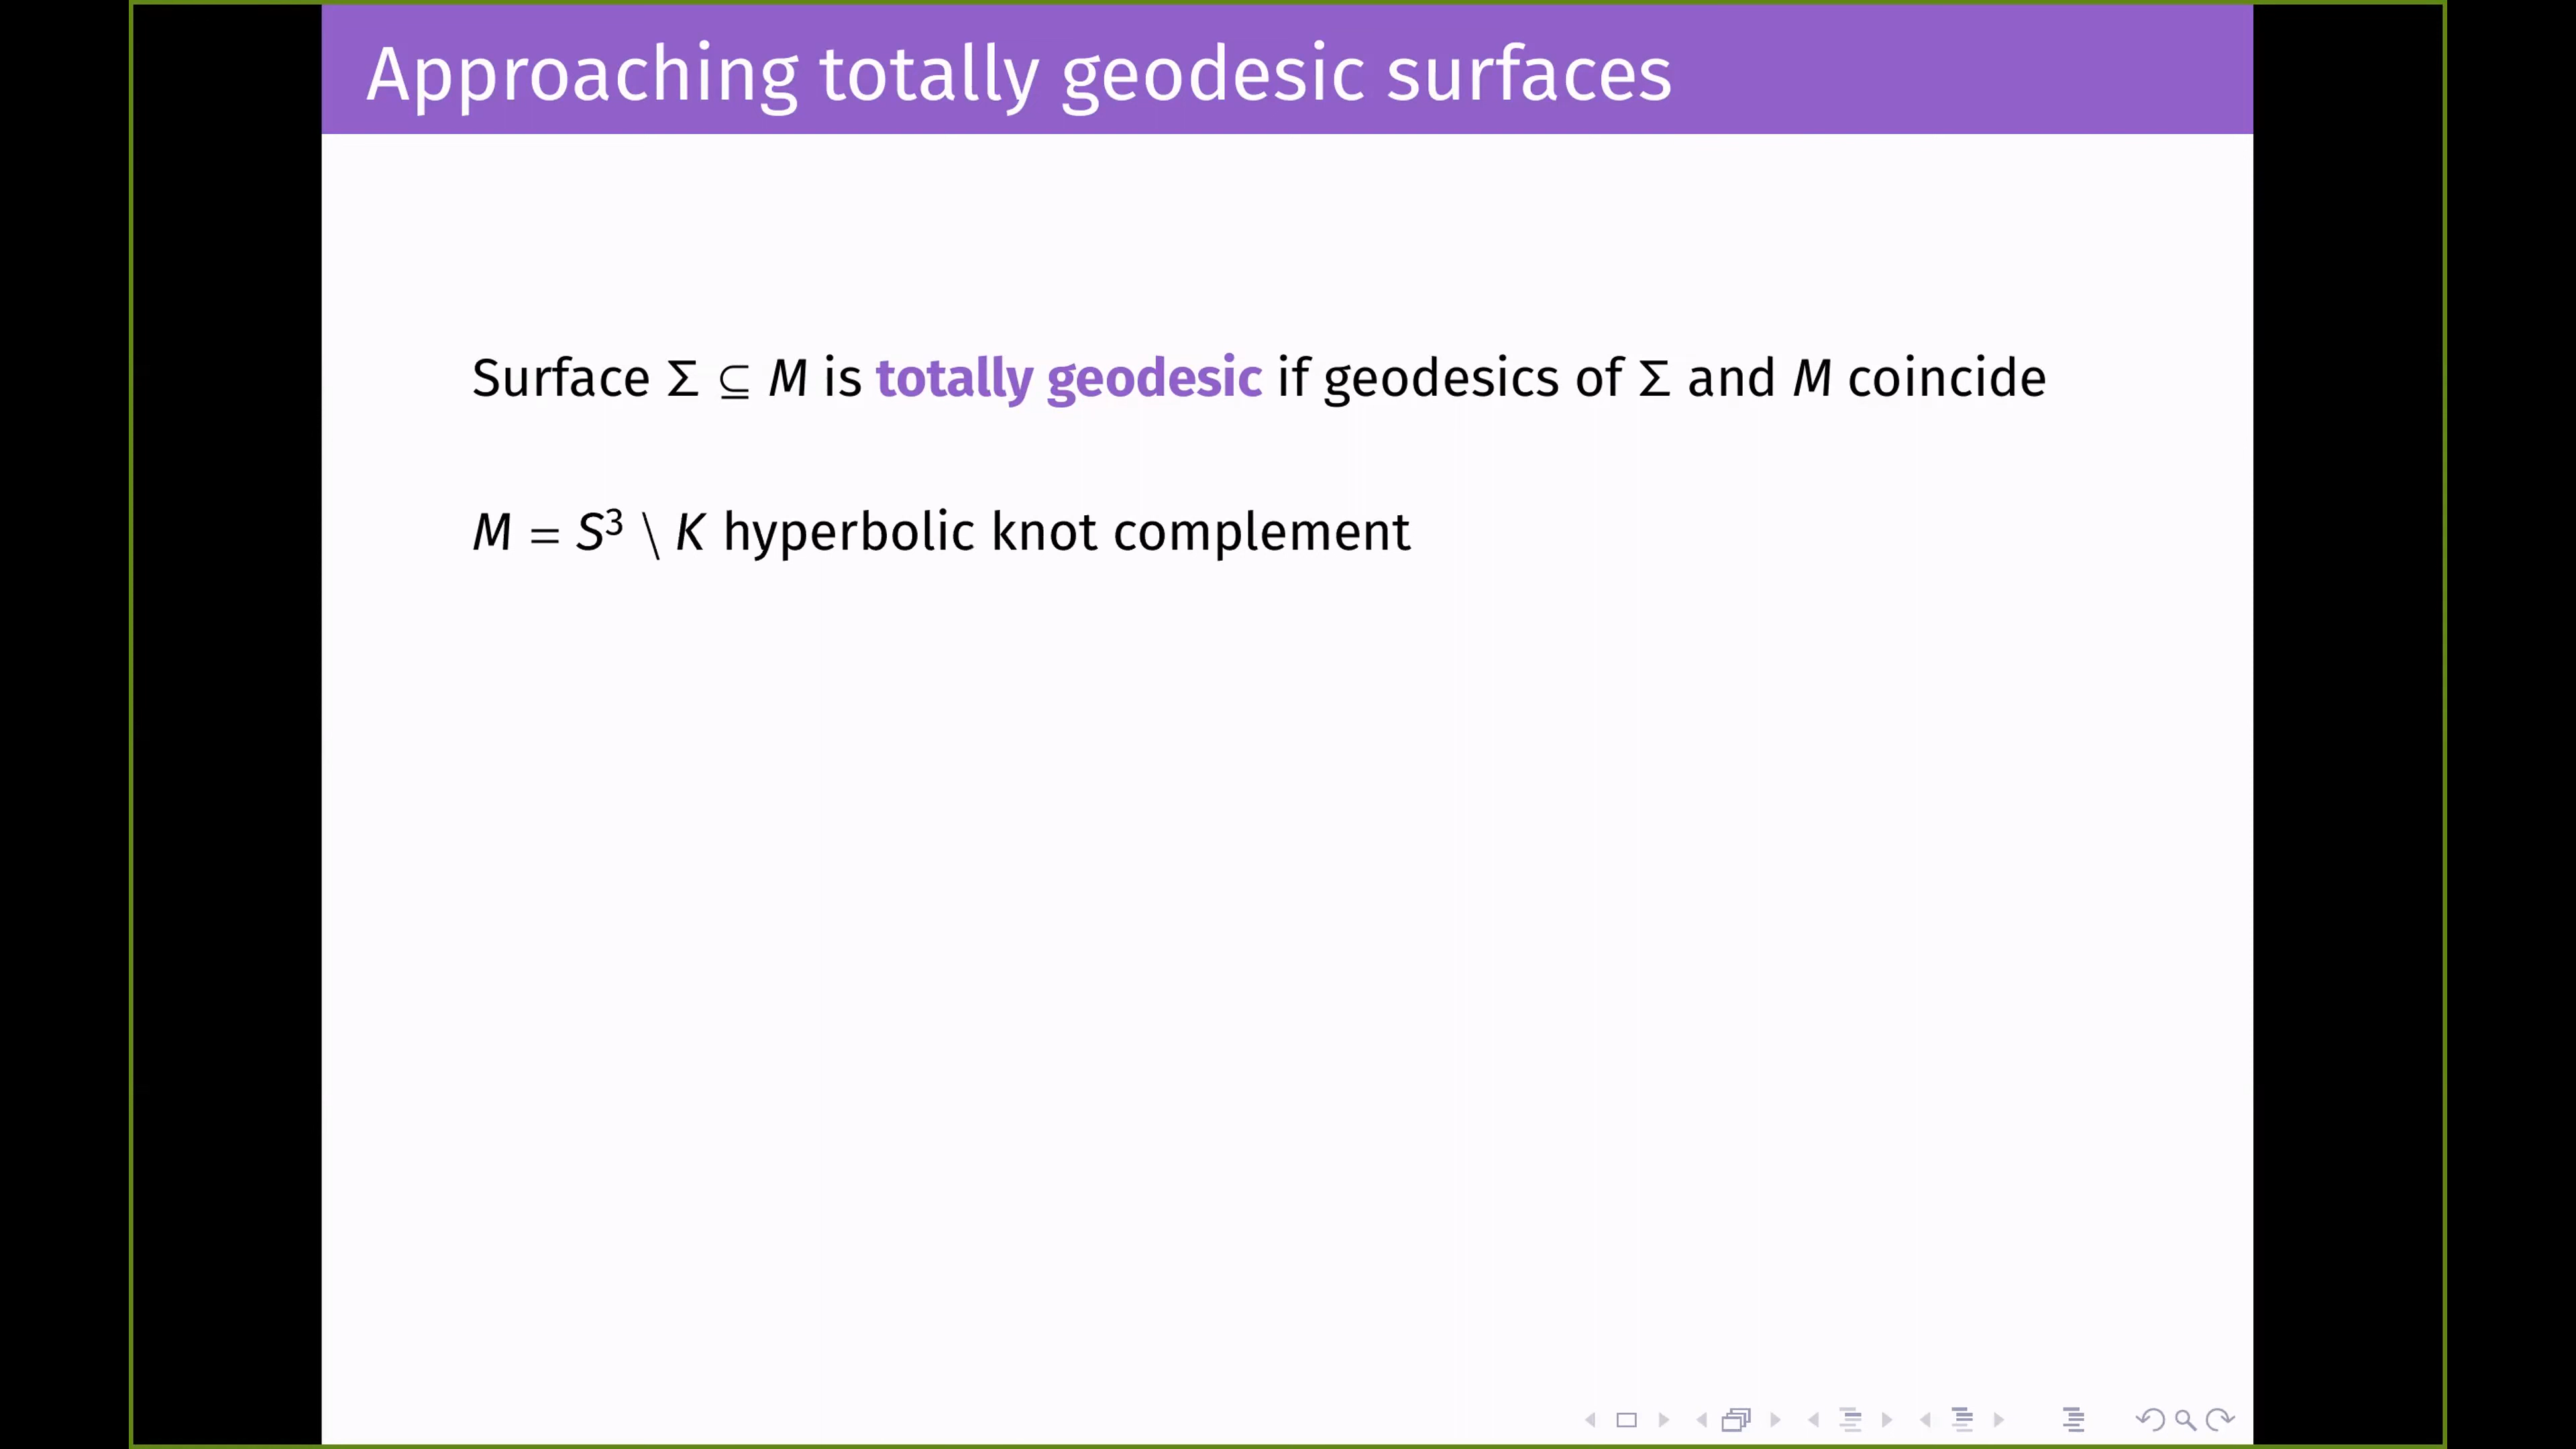 Approaching totally geodesic surfaces
Surface Σ ⊆ M is totally geodesic if geodesics of Σ and M coincide
M = S³ \ K hyperbolic knot complement